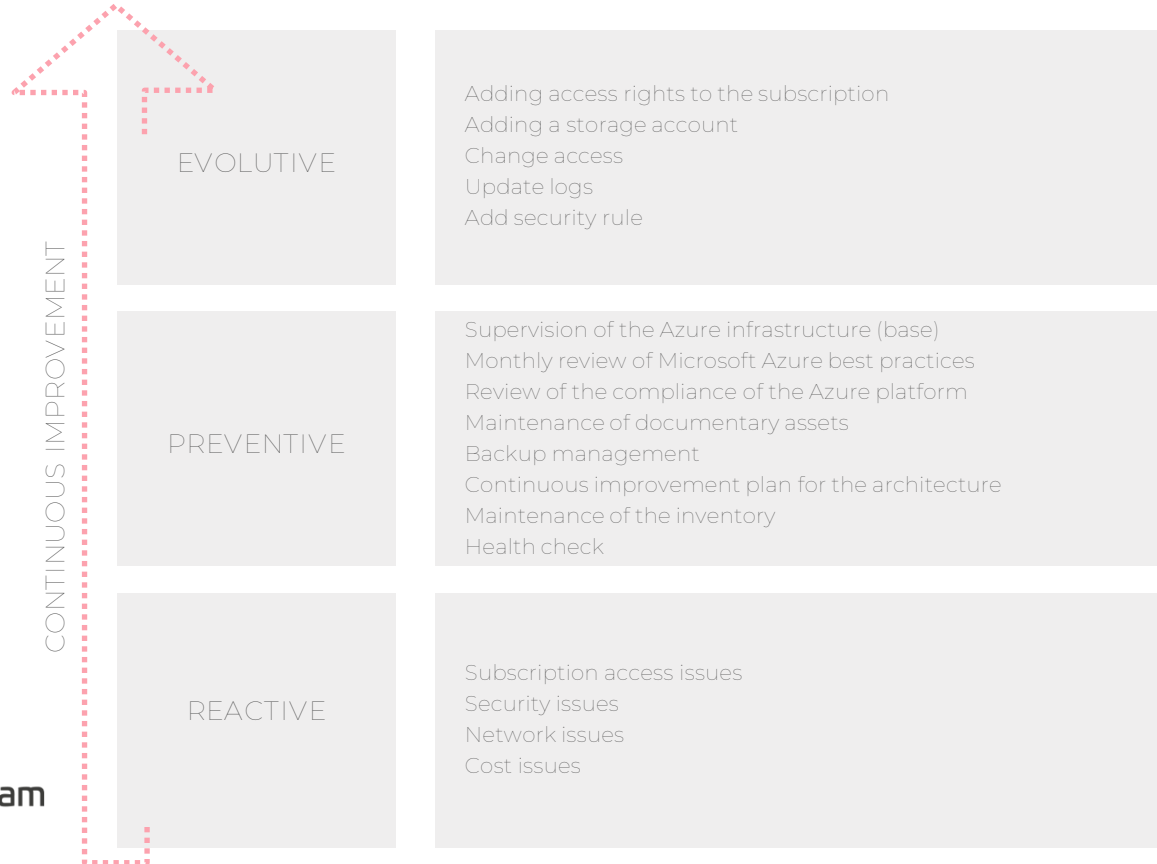 EVOLUTIVE
Adding access rights to the subscription
Adding a storage account
Change access
Update logs
Add security rule
CONTINUOUS IMPROVEMENT
PREVENTIVE
Supervision of the Azure infrastructure (base)
Monthly review of Microsoft Azure best practices
Review of the compliance of the Azure platform
Maintenance of documentary assets
Backup management
Continuous improvement plan for the architecture
Maintenance of the inventory
Health check
REACTIVE
Subscription access issues
Security issues
Network issues
Cost issues
am